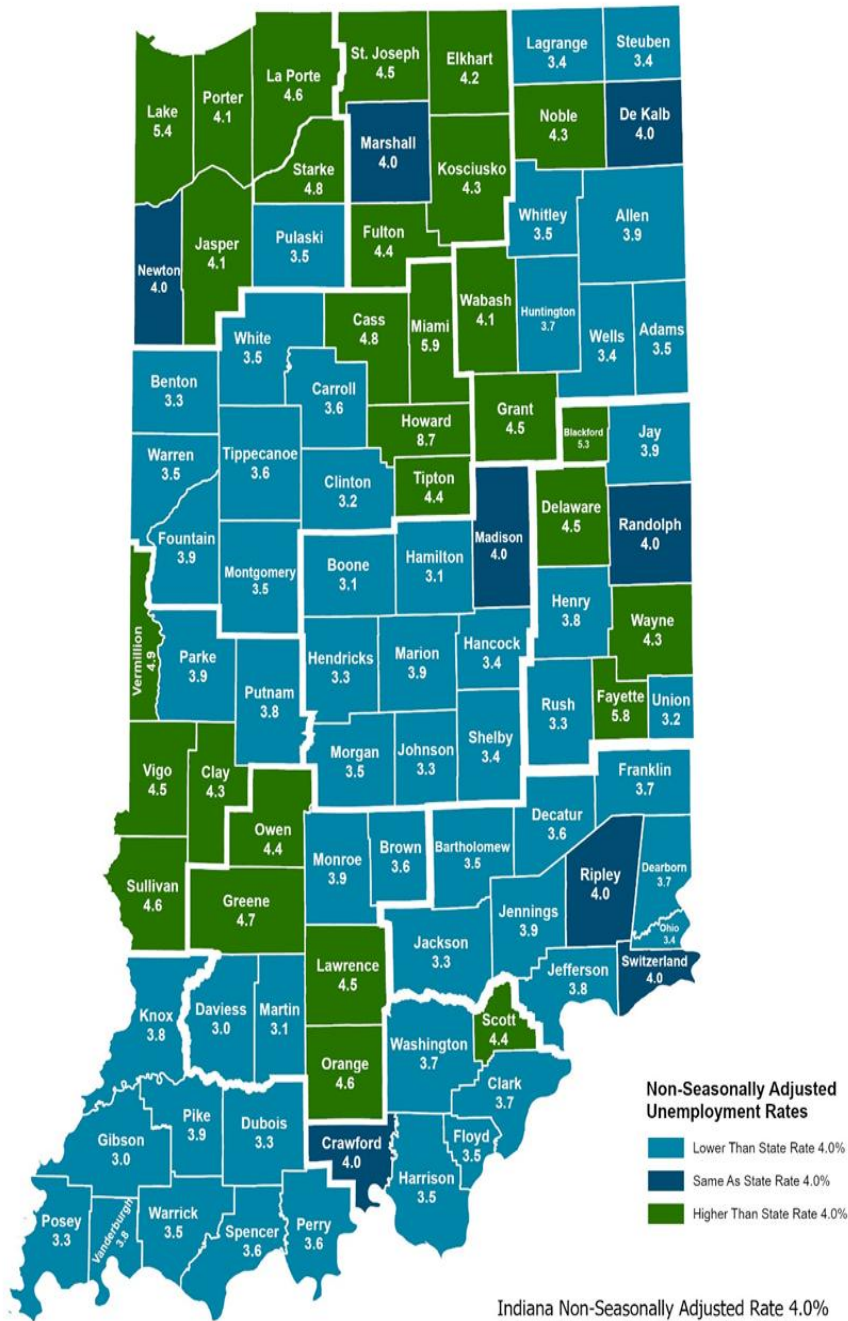 Lagrange
3.4
Steuben
3.4
St. Joseph
4.5
Elkhart
4.2
La Porte
4.6
Porter
4.1
Lake
5.4
Noble
4.3
De Kalb
4.0
Marshall
4.0
Kosciusko
4.3
Starke
4.8
Whitley
3.5
Allen
3.9
Newton
4.0
Jasper
4.1
Pulaski
3.5
Fulton
4.4
Wabash
4.1
Huntington
3.7
Wells
3.4
Adams
3.5
White
3.5
Cass
4.8
Miami
5.9
Benton
3.3
Carroll
3.6
Howard
8.7
Grant
4.5
Blackford
5.3
Jay
3.9
Warren
3.5
Tippecanoe
3.6
Clinton
3.2
Tipton
4.4
Madison
4.0
Delaware
4.5
Randolph
4.0
Fountain
3.9
Montgomery
3.5
Boone
3.1
Hamilton
3.1
Henry
3.8
Wayne
4.3
Vermillion
4.9
Parke
3.9
Putnam
3.8
Hendricks
3.3
Marion
3.9
Hancock
3.4
Rush
3.3
Fayette
5.8
Union
3.2
Vigo
4.5
Clay
4.3
Morgan
3.5
Johnson
3.3
Shelby
3.4
Franklin
3.7
Owen
4.4
Monroe
3.9
Brown
3.6
Bartholomew
3.5
Decatur
3.6
Ripley
4.0
Dearborn
3.7
Sullivan
4.6
Greene
4.7
Jennings
3.9
Ohio
3.4
Jackson
3.3
Lawrence
4.5
Jefferson
3.8
Switzerland
4.0
Knox
3.8
Daviess
3.0
Martin
3.1
Washington
3.7
Scott
4.4
Orange
4.6
Clark
3.7
Gibson
3.0
Pike
3.9
Dubois
3.3
Crawford
4.0
Harrison
3.5
Floyd
3.5
Posey
3.3
Vanderburgh
3.8
Warrick
3.5
Spencer
3.6
Perry
3.6
Non-Seasonally Adjusted
Unemployment Rates
Lower Than State Rate 4.0%
Same As State Rate 4.0%
Higher Than State Rate 4.0%
Indiana Non-Seasonally Adjusted Rate 4.0%